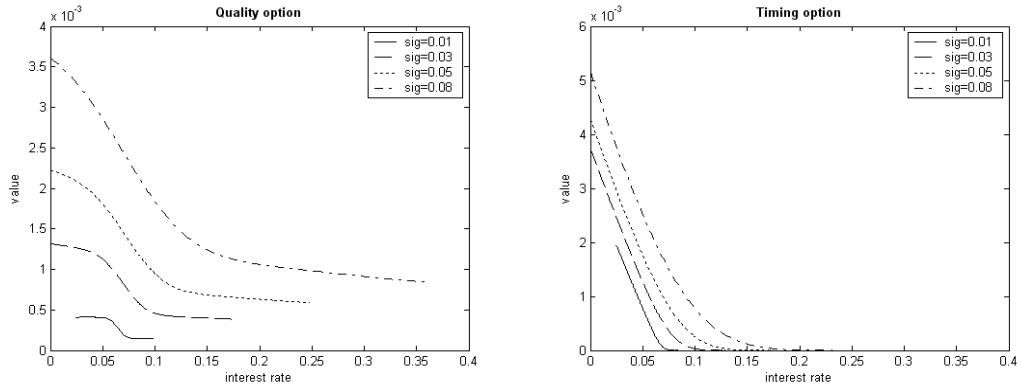 Quality option
x 10⁻³
4
3.5
3
2.5
2
1.5
1
0.5
0
value
0 0.05 0.1 0.15 0.2 0.25 0.3 0.35 0.4
interest rate
sig=0.01
sig=0.03
sig=0.05
sig=0.08
Timing option
x 10⁻³
6
5
4
3
2
1
0
value
0 0.05 0.1 0.15 0.2 0.25 0.3 0.35 0.4
interest rate
sig=0.01
sig=0.03
sig=0.05
sig=0.08